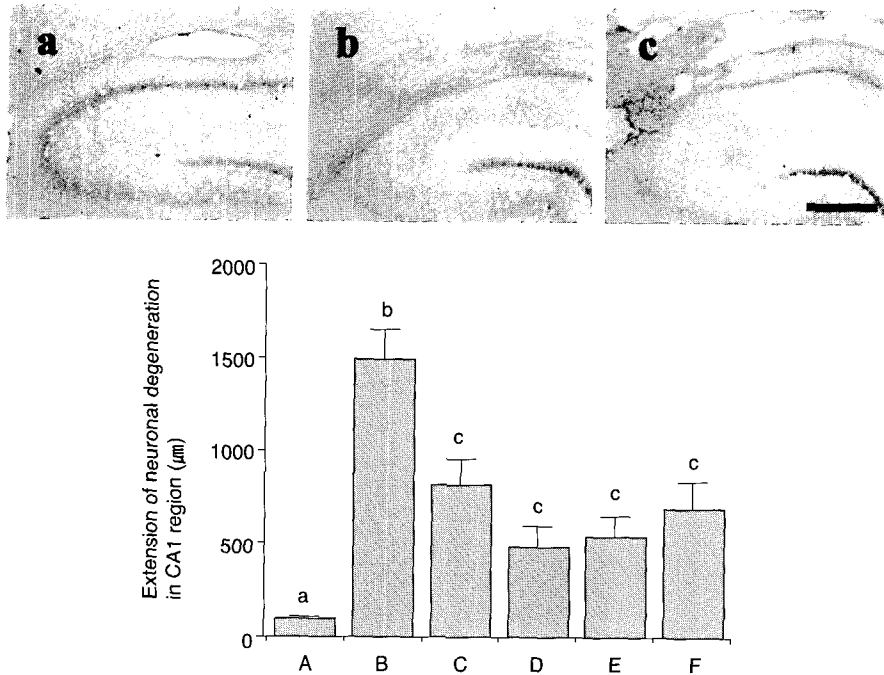 a
b
c
Extension of neuronal degeneration
in CA1 region (㎛)
2000
1500
1000
500
0
a
b
c
c
c
c
A
B
C
D
E
F